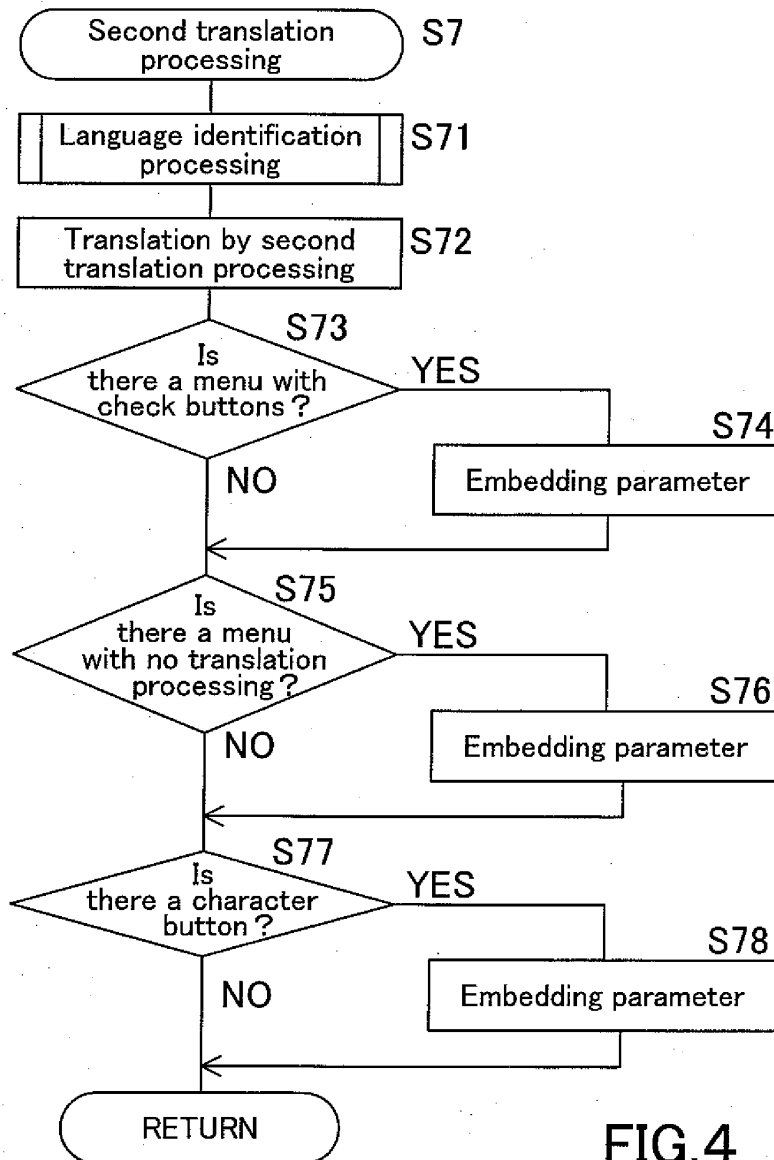 Second translation
processing
S7
Language identification
processing
S71
Translation by second
translation processing
S72
S73
Is
there a menu with
check buttons?
YES
S74
NO
Embedding parameter
S75
Is
there a menu
with no translation
processing?
YES
S76
NO
Embedding parameter
S77
Is
there a character
button?
YES
S78
NO
Embedding parameter
RETURN
FIG.4